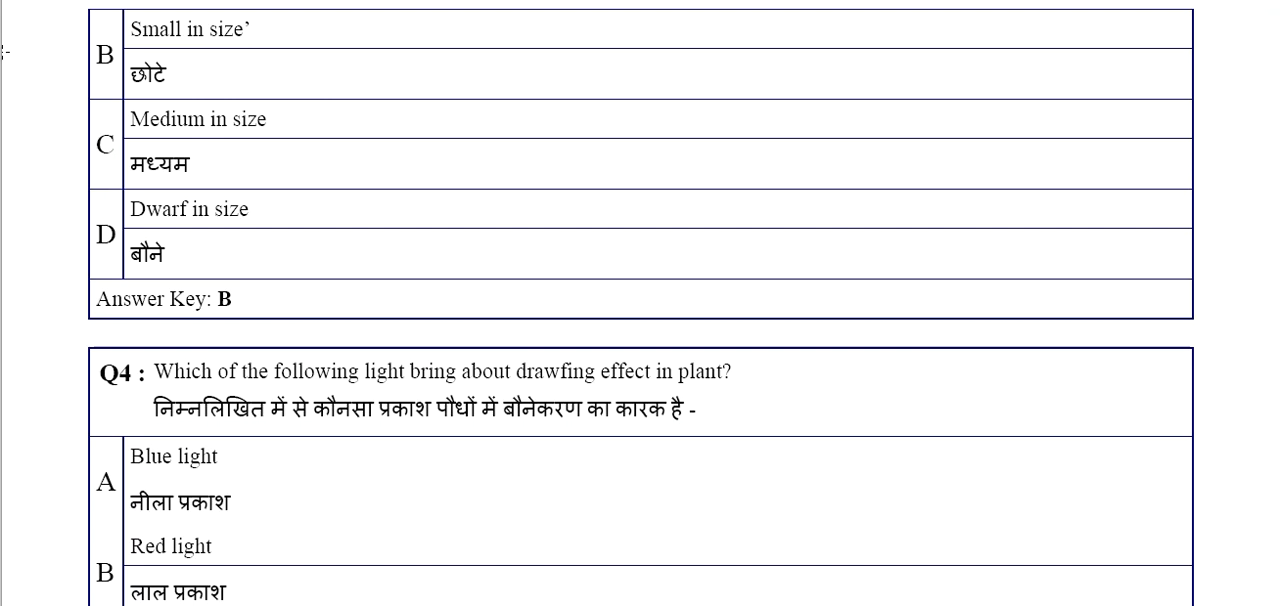 B
Small in size’
छोटे
C
Medium in size
मध्यम
D
Dwarf in size
बौने
Answer Key: B
Q4 : Which of the following light bring about drawfing effect in plant?
निम्नलिखित में से कौनसा प्रकाश पौधों में बौनेकरण का कारक है -
A
Blue light
नीला प्रकाश
B
Red light
लाल प्रकाश